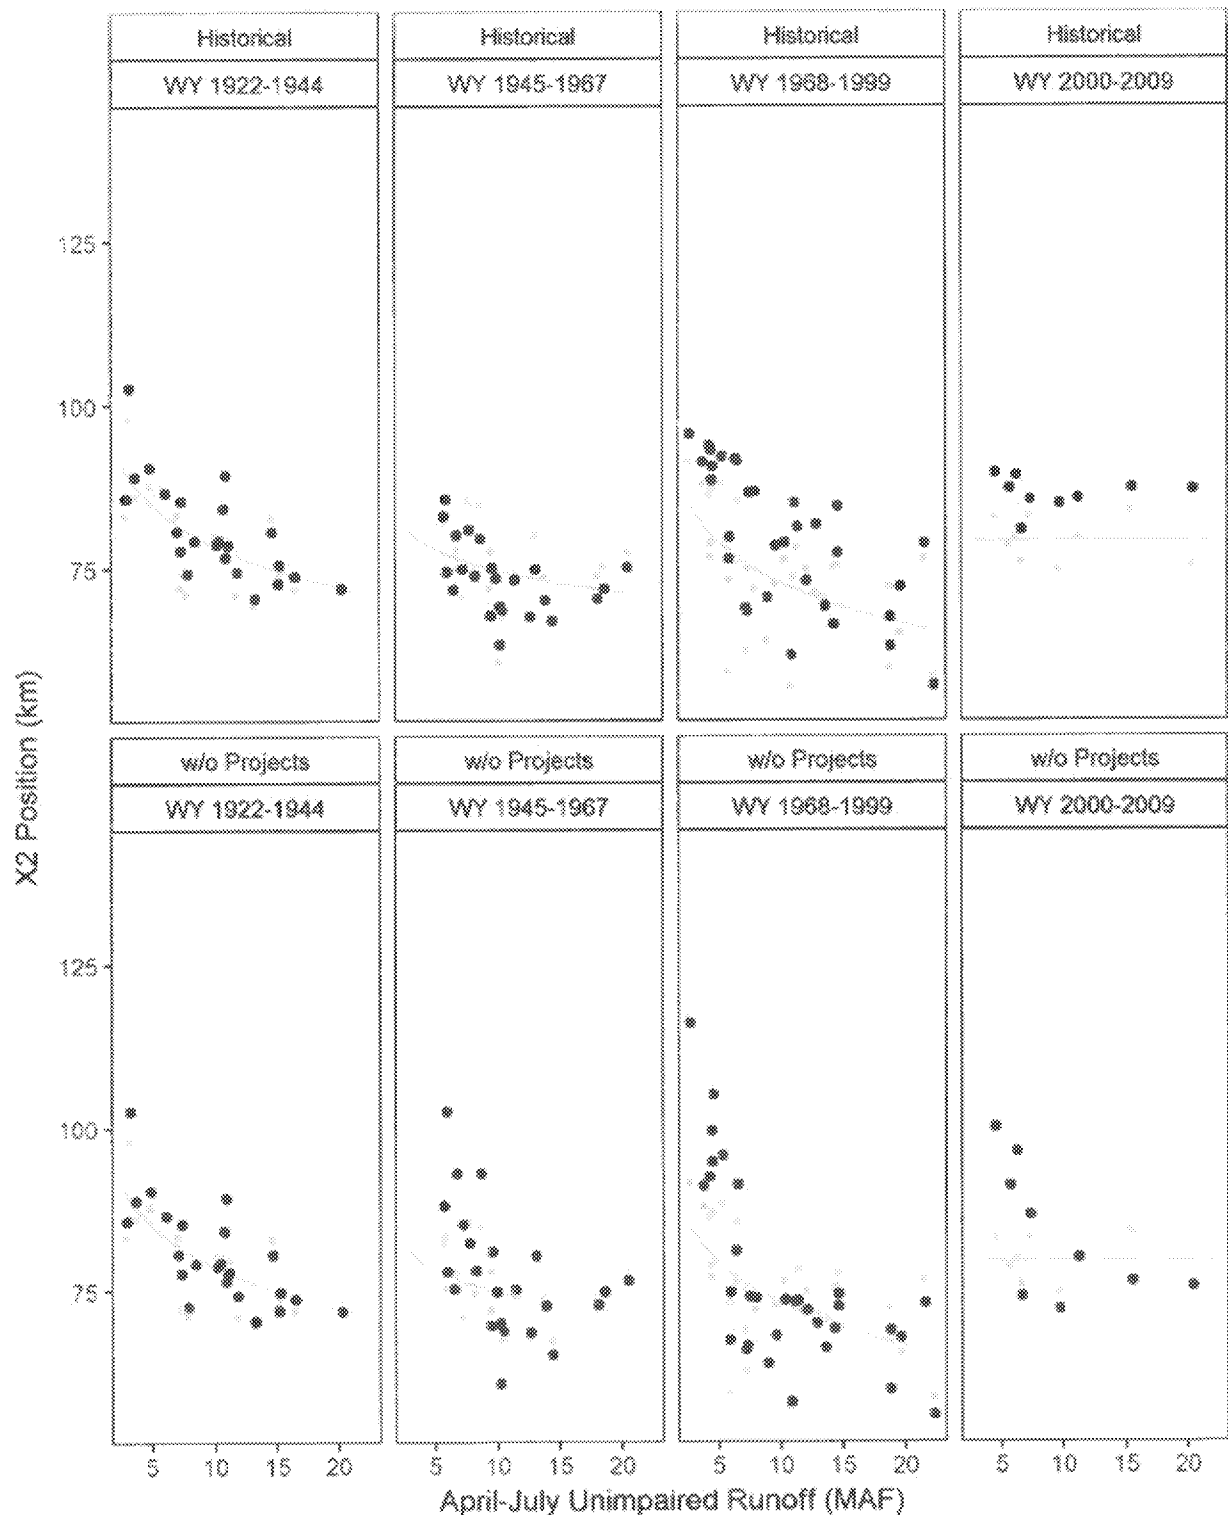 Historical Historical Historical Historical
WY 1922-1944 WY 1945-1967 WY 1968-1999 WY 2000-2009
125
100
75
X2 Position (km)
w/o Projects w/o Projects w/o Projects w/o Projects
WY 1922-1944 WY 1945-1967 WY 1968-1999 WY 2000-2009
125
100
75
5 10 15 20 5 10 15 20 5 10 15 20 5 10 15 20
April-July Unimpaired Runoff (MAF)